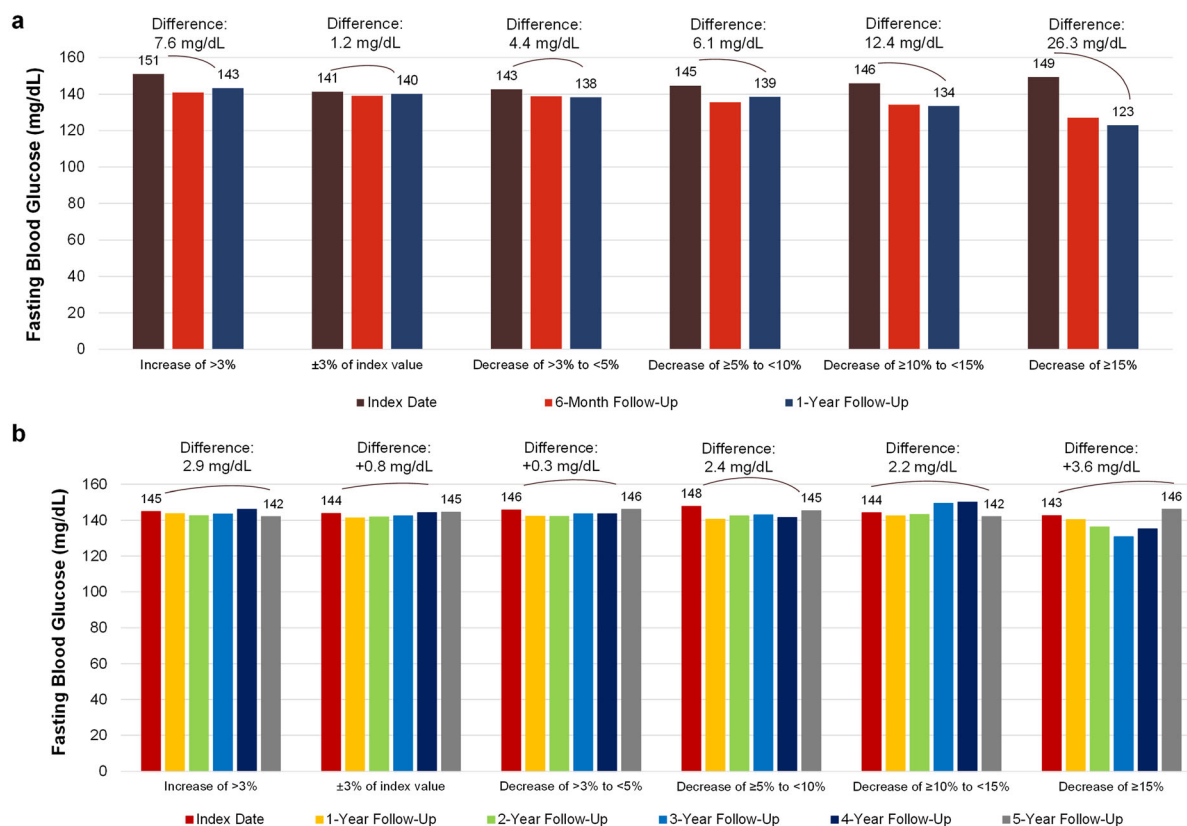 a
Difference:
7.6 mg/dL
Difference:
1.2 mg/dL
Difference:
4.4 mg/dL
Difference:
6.1 mg/dL
Difference:
12.4 mg/dL
Difference:
26.3 mg/dL
Fasting Blood Glucose (mg/dL)
160
140
120
100
80
60
40
20
0
151
143
141
140
143
138
145
139
146
134
149
123
Increase of >3%
±3% of index value
Decrease of >3% to <5%
Decrease of ≥5% to <10%
Decrease of ≥10% to <15%
Decrease of ≥15%
Index Date
6-Month Follow-Up
1-Year Follow-Up
b
Difference:
2.9 mg/dL
Difference:
+0.8 mg/dL
Difference:
+0.3 mg/dL
Difference:
2.4 mg/dL
Difference:
2.2 mg/dL
Difference:
+3.6 mg/dL
Fasting Blood Glucose (mg/dL)
160
140
120
100
80
60
40
20
0
145
142
144
145
146
146
148
145
144
142
143
146
Increase of >3%
±3% of index value
Decrease of >3% to <5%
Decrease of ≥5% to <10%
Decrease of ≥10% to <15%
Decrease of ≥15%
Index Date
1-Year Follow-Up
2-Year Follow-Up
3-Year Follow-Up
4-Year Follow-Up
5-Year Follow-Up